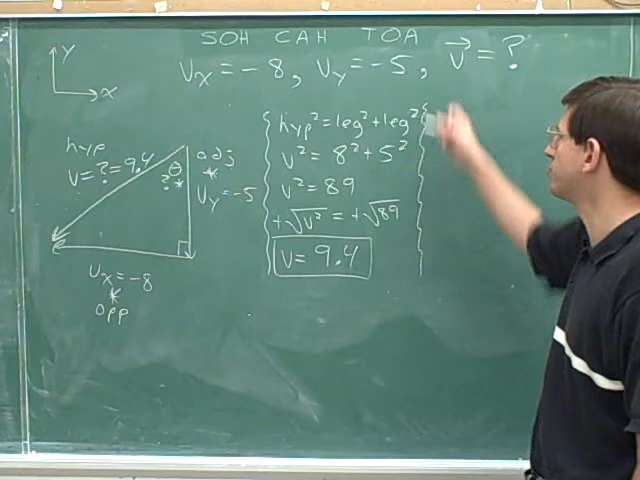 SOH CAH TOA
Vx = -8, Vy = -5, v⃗ = ?
y
x
hyp
v = ? = 9.4
θ
? *
adj
*
Vy = -5
Vx = -8
*
opp
hyp² = leg² + leg²
v² = 8² + 5²
v² = 89
+√v² = +√89
v = 9.4